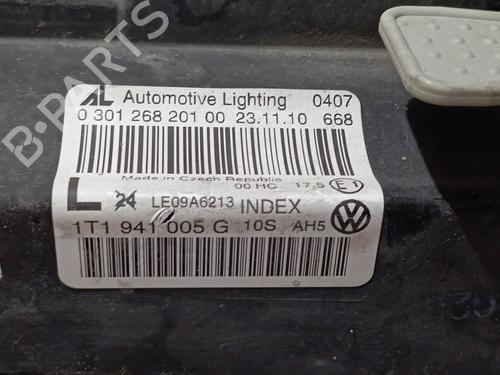 AL Automotive Lighting 0407
0 301 268 201 00 23.11.10 668
Made in Czech Republic
00 HC 17,5 E1
L 24 LE09A6213 INDEX
1T1 941 005 G 10S AH5
B-PARTS